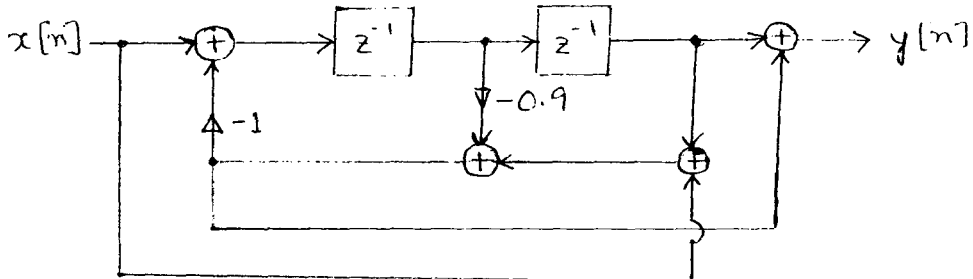 x[n]
+
z⁻¹
z⁻¹
+
y[n]
-0.9
-1
+
+